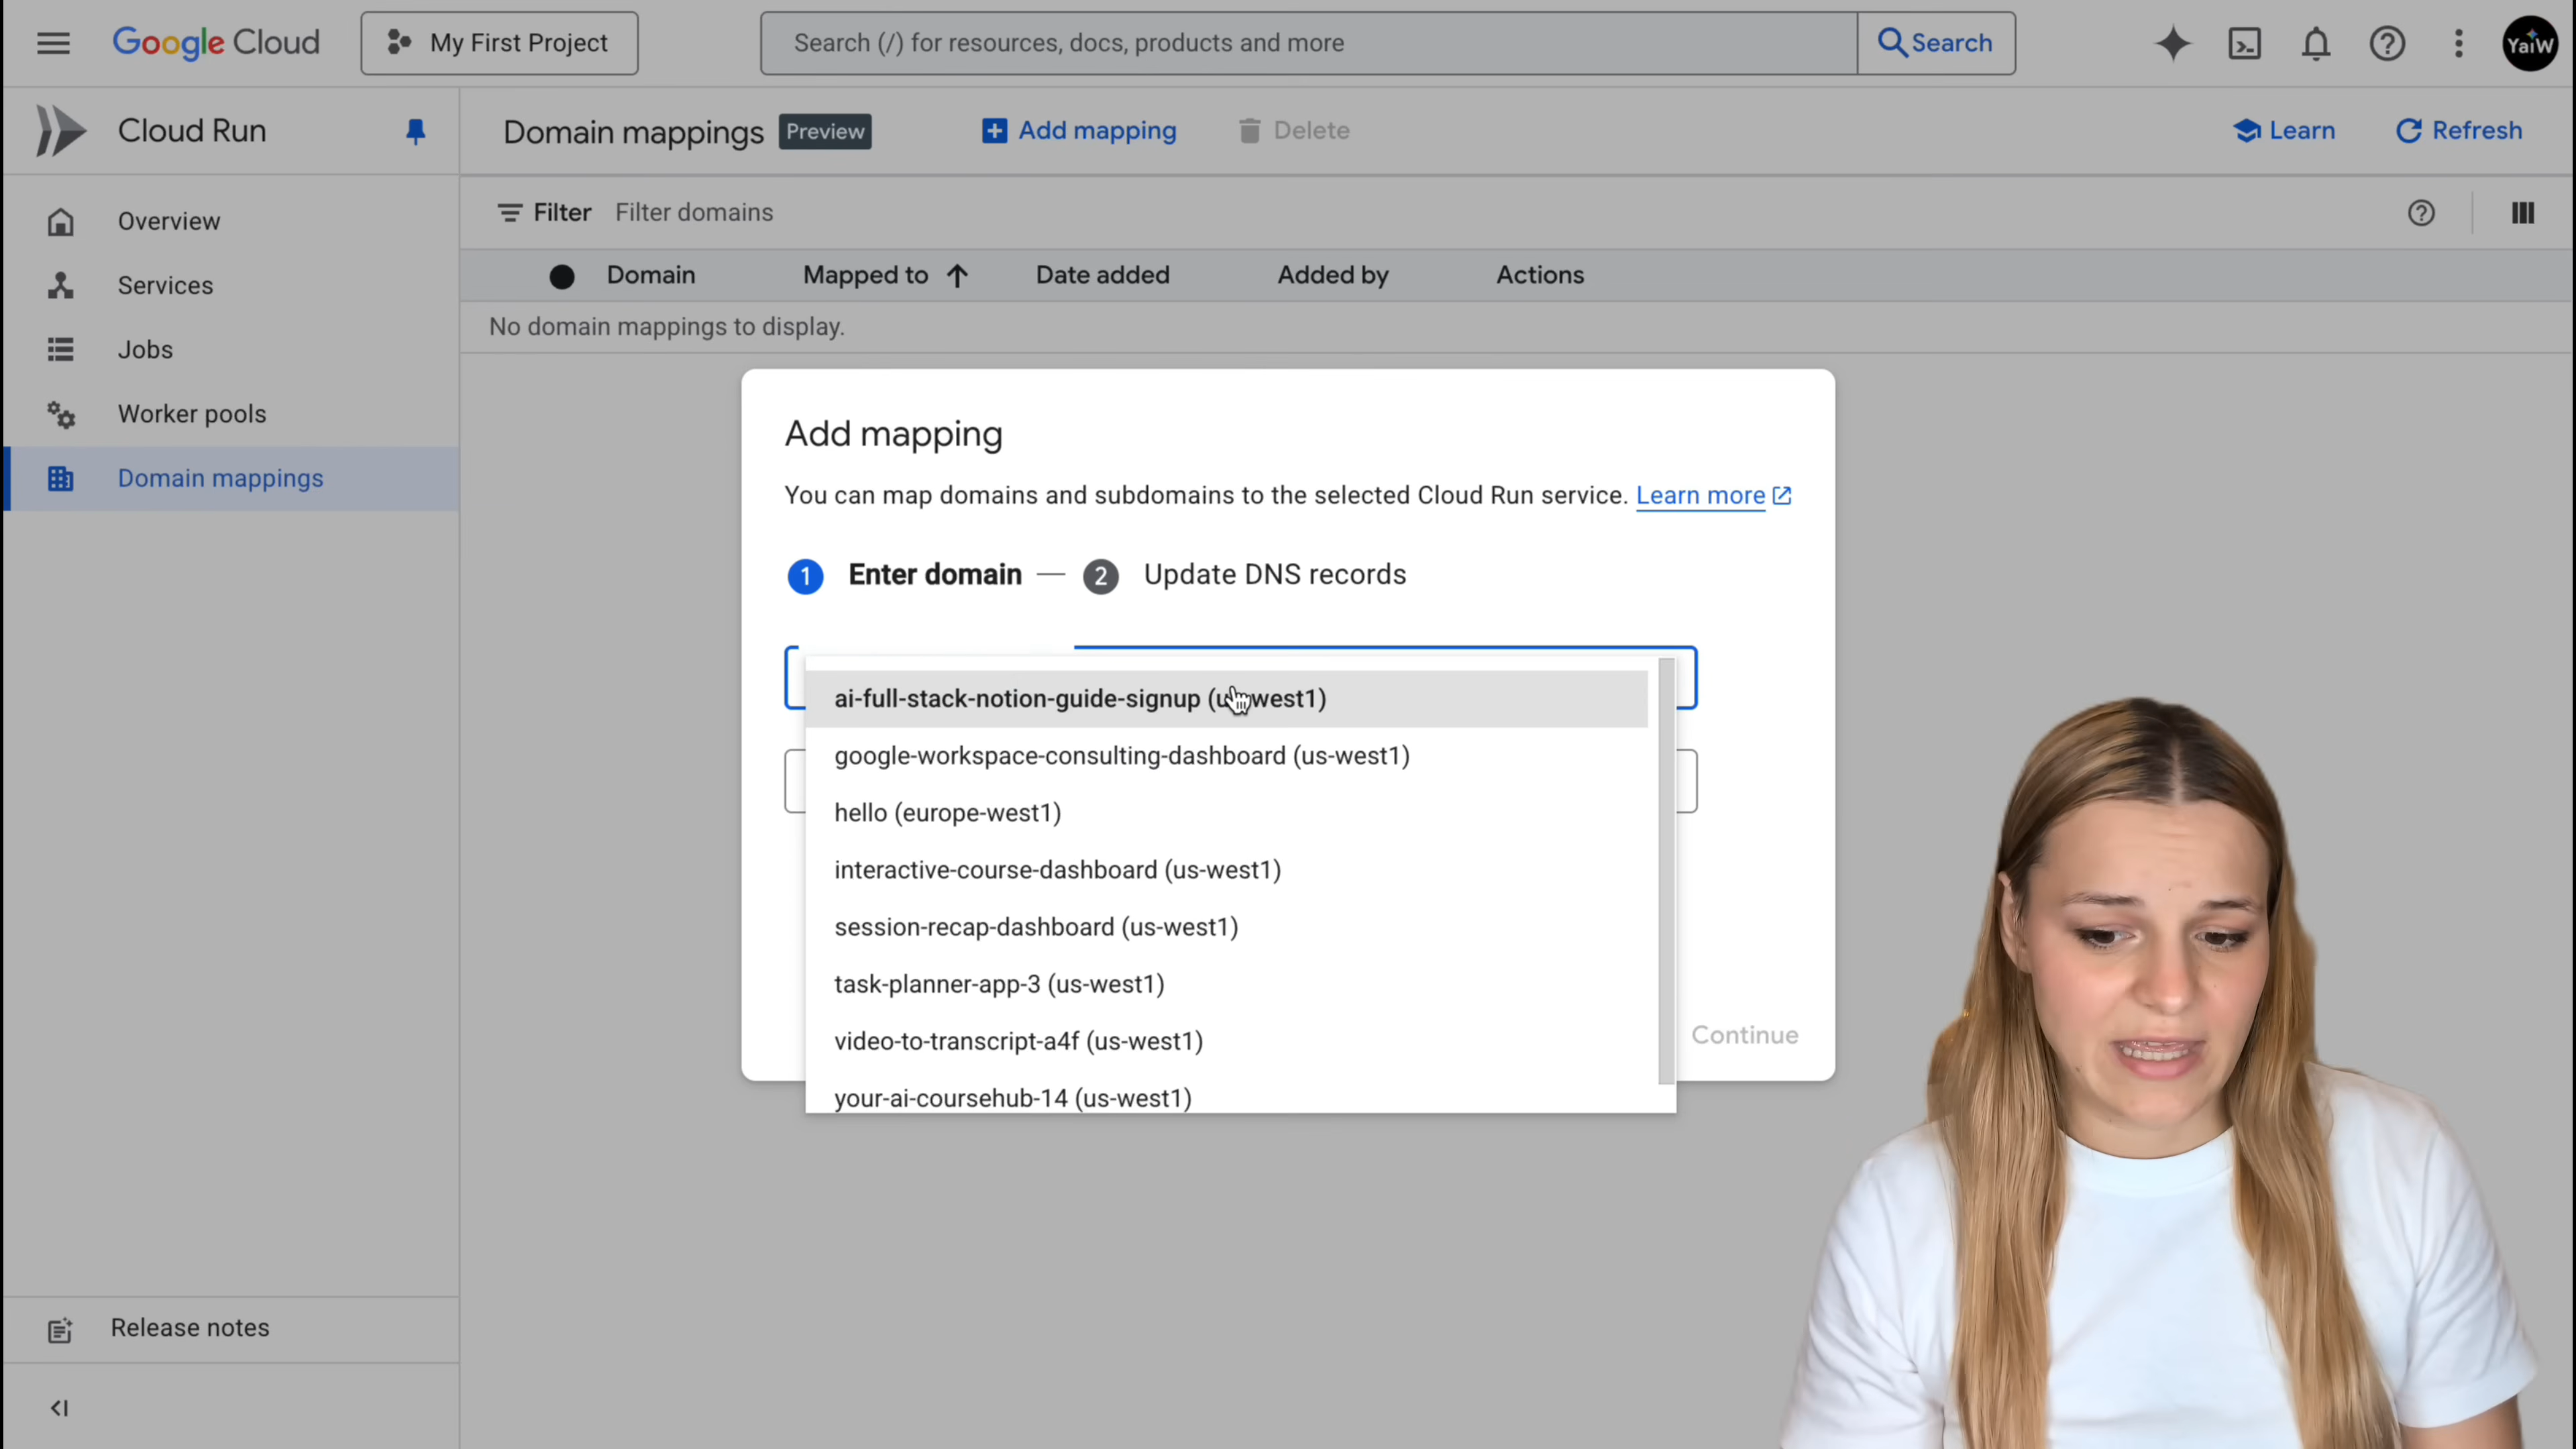 Google Cloud
My First Project
Search (/) for resources, docs, products and more
Search
YaiW
Cloud Run
Domain mappings Preview
Add mapping
Delete
Learn
Refresh
Overview
Services
Jobs
Worker pools
Domain mappings
Filter Filter domains
Domain Mapped to Date added Added by Actions
No domain mappings to display.
Add mapping
You can map domains and subdomains to the selected Cloud Run service. Learn more
1 Enter domain — 2 Update DNS records
ai-full-stack-notion-guide-signup (us-west1)
google-workspace-consulting-dashboard (us-west1)
hello (europe-west1)
interactive-course-dashboard (us-west1)
session-recap-dashboard (us-west1)
task-planner-app-3 (us-west1)
video-to-transcript-a4f (us-west1)
your-ai-coursehub-14 (us-west1)
Continue
Release notes